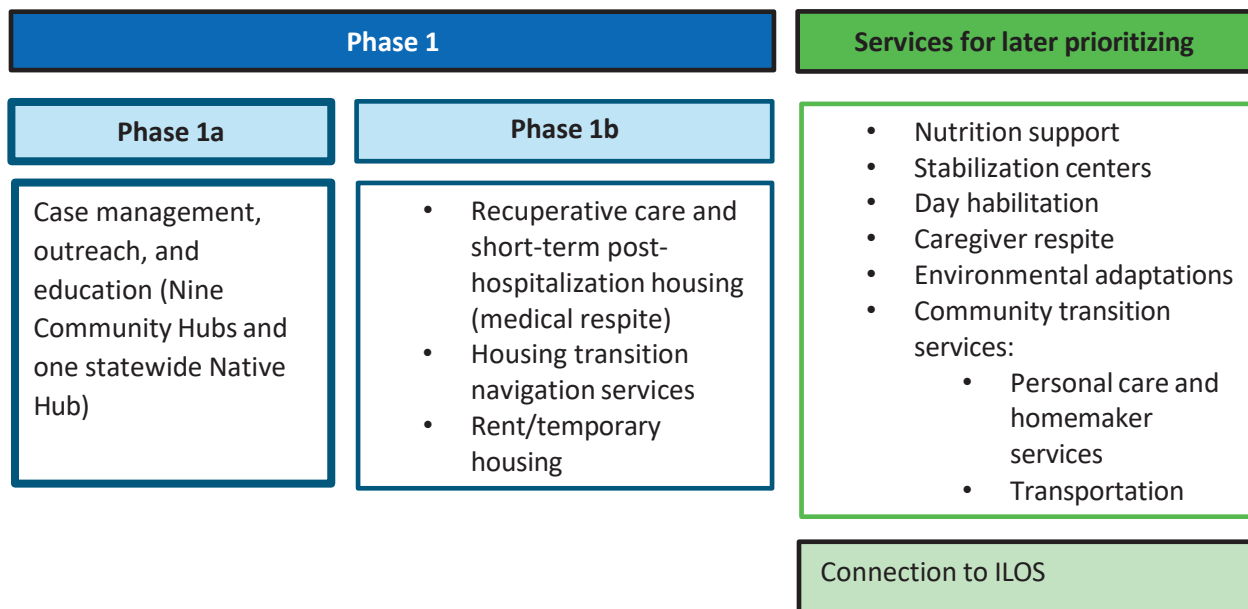 Phase 1
Phase 1a
Case management,
outreach, and
education (Nine
Community Hubs and
one statewide Native
Hub)
Phase 1b
• Recuperative care and
short-term post-
hospitalization housing
(medical respite)
• Housing transition
navigation services
• Rent/temporary
housing
Services for later prioritizing
• Nutrition support
• Stabilization centers
• Day habilitation
• Caregiver respite
• Environmental adaptations
• Community transition
services:
• Personal care and
homemaker
services
• Transportation
Connection to ILOS